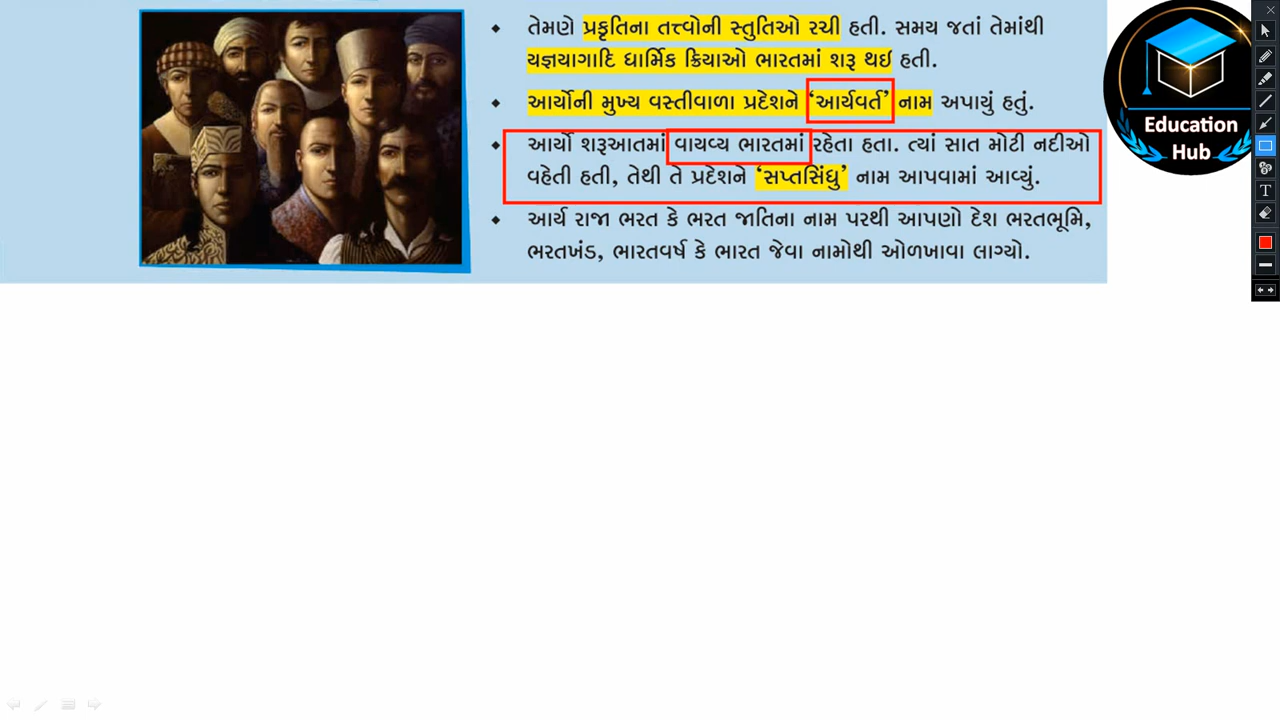 તેમણે પ્રકૃતિના તત્ત્વોની સ્તુતિઓ રચી હતી. સમય જતાં તેમાંથી
યજ્ઞયાગાદિ ધાર્મિક ક્રિયાઓ ભારતમાં શરૂ થઈ હતી.
આર્યોની મુખ્ય વસ્તીવાળા પ્રદેશને ‘આર્યવર્ત’ નામ અપાયું હતું.
આર્યો શરૂઆતમાં વાયવ્ય ભારતમાં રહેતા હતા. ત્યાં સાત મોટી નદીઓ
વહેતી હતી, તેથી તે પ્રદેશને ‘સપ્તસિંધુ’ નામ આપવામાં આવ્યું.
આર્ય રાજા ભરત કે ભરત જાતિના નામ પરથી આપણો દેશ ભરતભૂમિ,
ભરતખંડ, ભારતવર્ષ કે ભારત જેવા નામોથી ઓળખાવા લાગ્યો.
Education
Hub